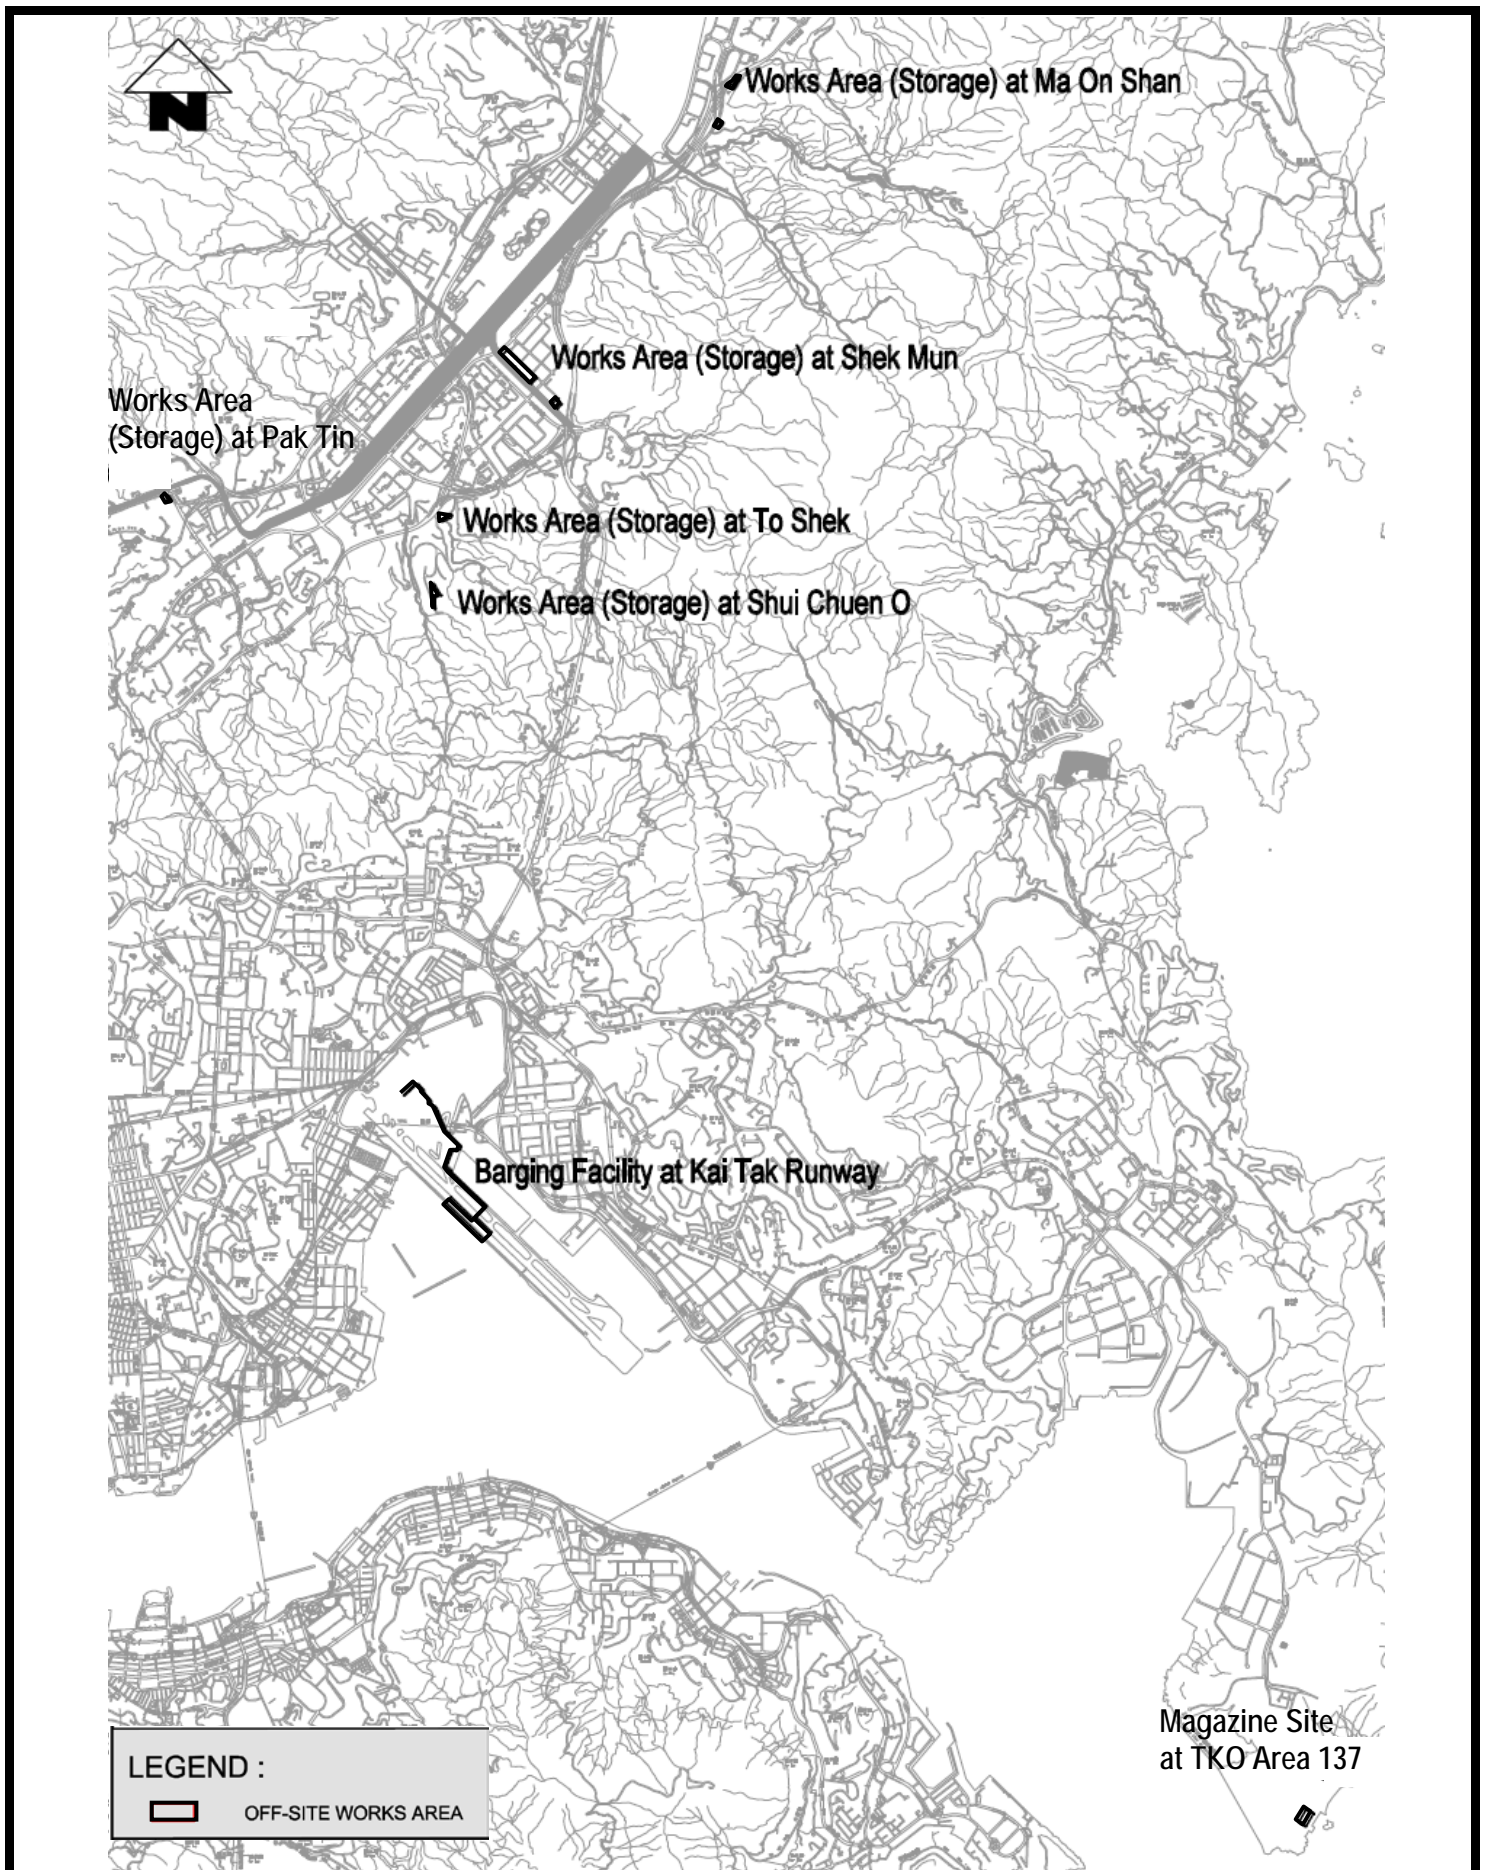 N
Works Area (Storage) at Ma On Shan
Works Area (Storage) at Shek Mun
Works Area
(Storage) at Pak Tin
Works Area (Storage) at To Shek
Works Area (Storage) at Shui Chuen O
Barging Facility at Kai Tak Runway
Magazine Site
at TKO Area 137
LEGEND :
OFF-SITE WORKS AREA